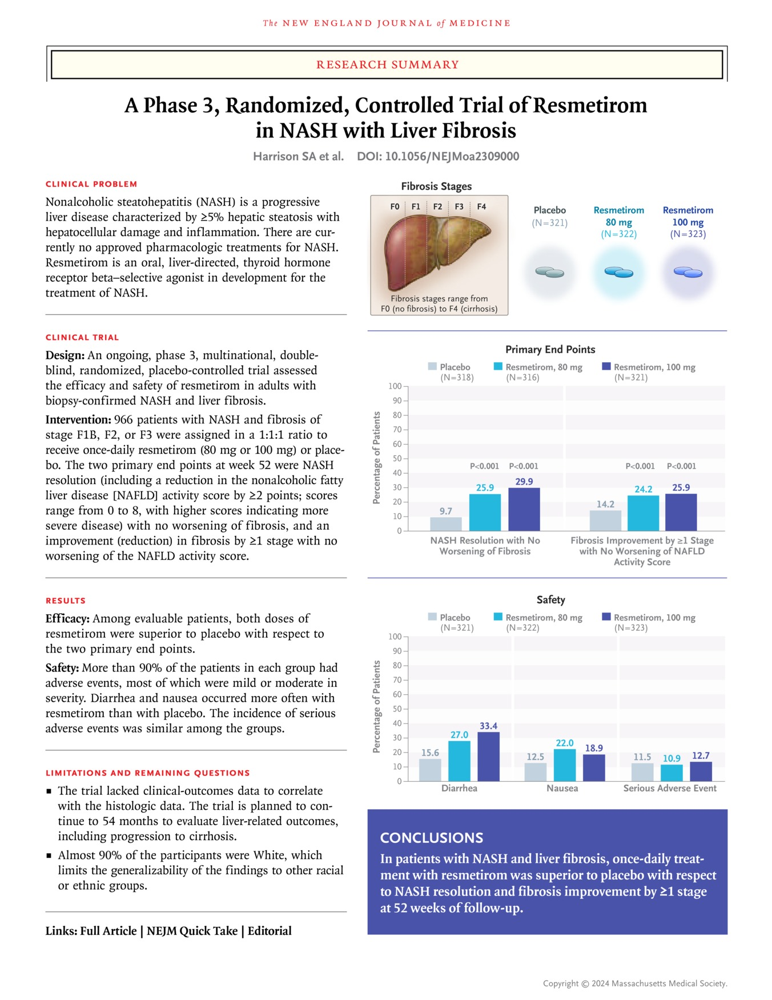 The NEW ENGLAND JOURNAL of MEDICINE
RESEARCH SUMMARY
A Phase 3, Randomized, Controlled Trial of Resmetirom
in NASH with Liver Fibrosis
Harrison SA et al. DOI: 10.1056/NEJMoa2309000
CLINICAL PROBLEM
Nonalcoholic steatohepatitis (NASH) is a progressive
liver disease characterized by ≥5% hepatic steatosis with
hepatocellular damage and inflammation. There are cur-
rently no approved pharmacologic treatments for NASH.
Resmetirom is an oral, liver-directed, thyroid hormone
receptor beta–selective agonist in development for the
treatment of NASH.
CLINICAL TRIAL
Design: An ongoing, phase 3, multinational, double-
blind, randomized, placebo-controlled trial assessed
the efficacy and safety of resmetirom in adults with
biopsy-confirmed NASH and liver fibrosis.
Intervention: 966 patients with NASH and fibrosis of
stage F1B, F2, or F3 were assigned in a 1:1:1 ratio to
receive once-daily resmetirom (80 mg or 100 mg) or place-
bo. The two primary end points at week 52 were NASH
resolution (including a reduction in the nonalcoholic fatty
liver disease [NAFLD] activity score by ≥2 points; scores
range from 0 to 8, with higher scores indicating more
severe disease) with no worsening of fibrosis, and an
improvement (reduction) in fibrosis by ≥1 stage with no
worsening of the NAFLD activity score.
RESULTS
Efficacy: Among evaluable patients, both doses of
resmetirom were superior to placebo with respect to
the two primary end points.
Safety: More than 90% of the patients in each group had
adverse events, most of which were mild or moderate in
severity. Diarrhea and nausea occurred more often with
resmetirom than with placebo. The incidence of serious
adverse events was similar among the groups.
LIMITATIONS AND REMAINING QUESTIONS
■ The trial lacked clinical-outcomes data to correlate
with the histologic data. The trial is planned to con-
tinue to 54 months to evaluate liver-related outcomes,
including progression to cirrhosis.
■ Almost 90% of the participants were White, which
limits the generalizability of the findings to other racial
or ethnic groups.
Links: Full Article | NEJM Quick Take | Editorial
Fibrosis Stages
F0 F1 F2 F3 F4
Fibrosis stages range from
F0 (no fibrosis) to F4 (cirrhosis)
Placebo
(N=321)
Resmetirom
80 mg
(N=322)
Resmetirom
100 mg
(N=323)
Primary End Points
Placebo
(N=318)
Resmetirom, 80 mg
(N=316)
Resmetirom, 100 mg
(N=321)
Percentage of Patients
100
90
80
70
60
50
40
30
20
10
0
P<0.001 P<0.001 P<0.001 P<0.001
9.7 25.9 29.9
14.2 24.2 25.9
NASH Resolution with No
Worsening of Fibrosis
Fibrosis Improvement by ≥1 Stage
with No Worsening of NAFLD
Activity Score
Safety
Placebo
(N=321)
Resmetirom, 80 mg
(N=322)
Resmetirom, 100 mg
(N=323)
Percentage of Patients
100
90
80
70
60
50
40
30
20
10
0
15.6 27.0 33.4
12.5 22.0 18.9
11.5 10.9 12.7
Diarrhea Nausea Serious Adverse Event
CONCLUSIONS
In patients with NASH and liver fibrosis, once-daily treat-
ment with resmetirom was superior to placebo with respect
to NASH resolution and fibrosis improvement by ≥1 stage
at 52 weeks of follow-up.
Copyright © 2024 Massachusetts Medical Society.